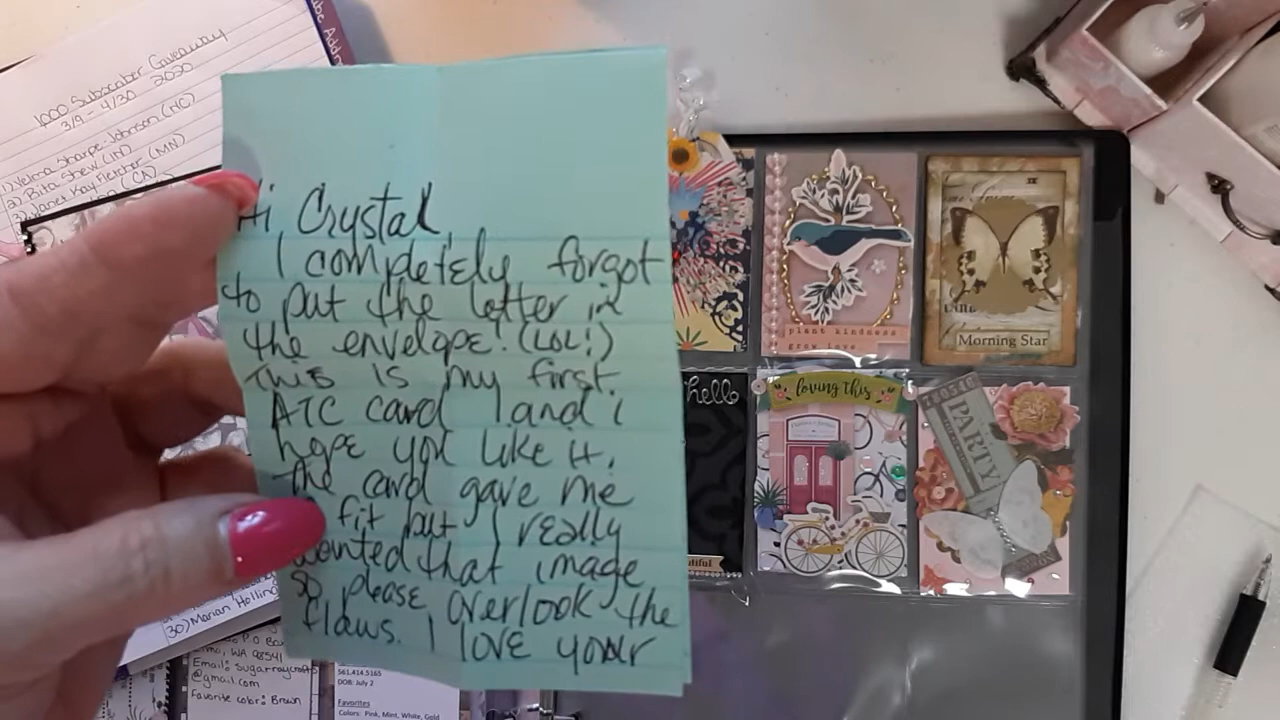 1000 Subscriber Giveaway
3/9 - 4/30 2020
1) Velma Sharpe-Johnson (NC)
2) Rita Shew (IN)
3) Janet Kay Fletcher (MN)
30) Marian Holling
Hi Crystal,
I completely forgot
to put the letter in
the envelope! (LOL!)
This is my first
ATC card and i
hope you like it.
The card gave me
a fit but I really
wanted that image
so please overlook the
flaws. I love your
plant kindness
grow love
Morning Star
hello
loving this
PARTY
P.O Box
WA 98541
Email: sugarraycrafts
@gmail.com
Favorite color: Brown
561.414.5165
DOB: July 2
Favorites
Colors: Pink, Mint, White, Gold